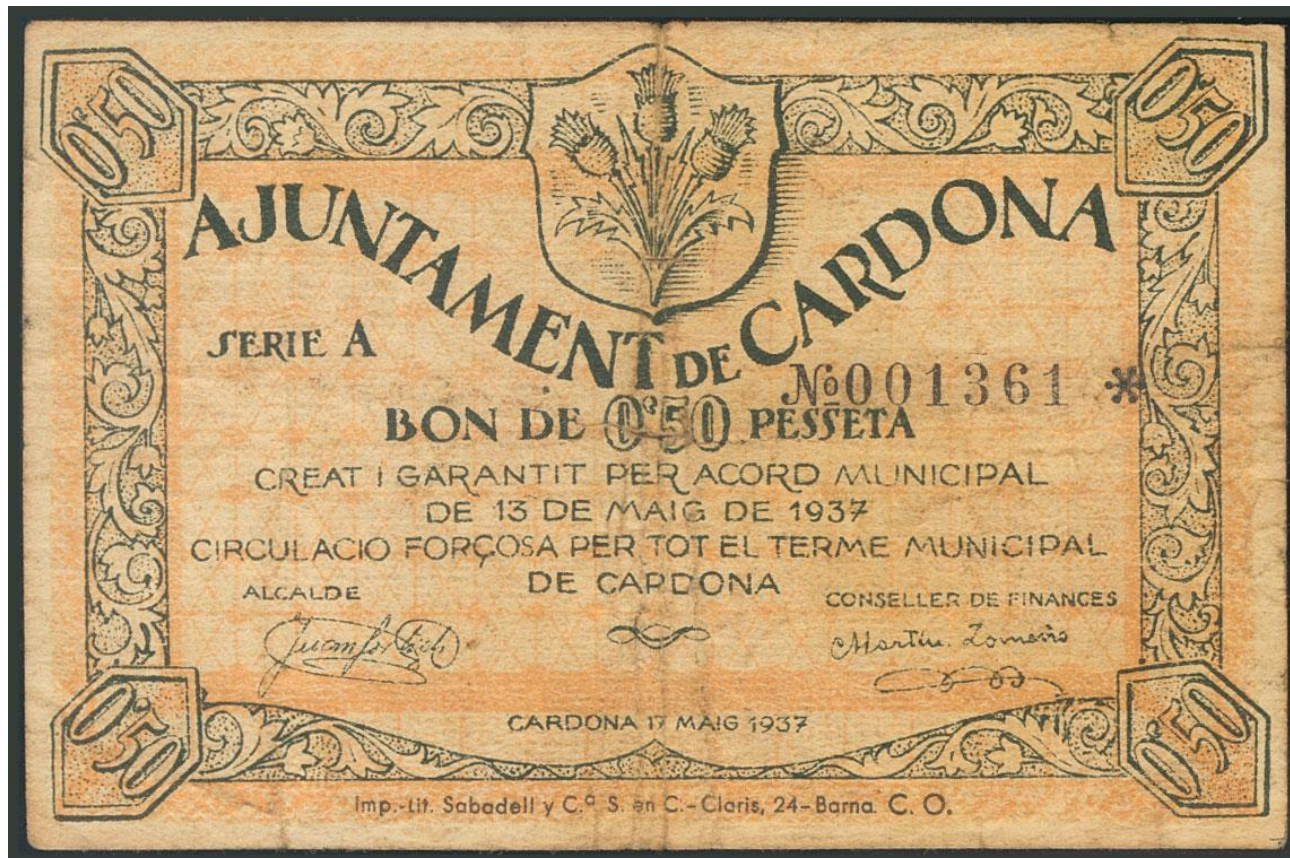 0'50
0'50
AJUNTAMENT DE CARDONA
SERIE A
Nº 001361 *
BON DE 0'50 PESSETA
CREAT I GARANTIT PER ACORD MUNICIPAL
DE 13 DE MAIG DE 1937
CIRCULACIO FORÇOSA PER TOT EL TERME MUNICIPAL
DE CARDONA
ALCALDE
CONSELLER DE FINANCES
Martín
CARDONA 17 MAIG 1937
0'50
0'50
Imp.-Lit. Sabadell y C.ª S. en C.-Claris, 24-Barna. C. O.